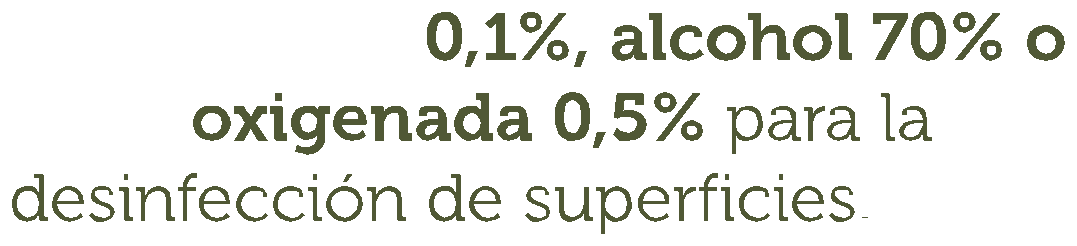 0,1%, alcohol 70% o
oxigenada 0,5% para la
desinfección de superficies.